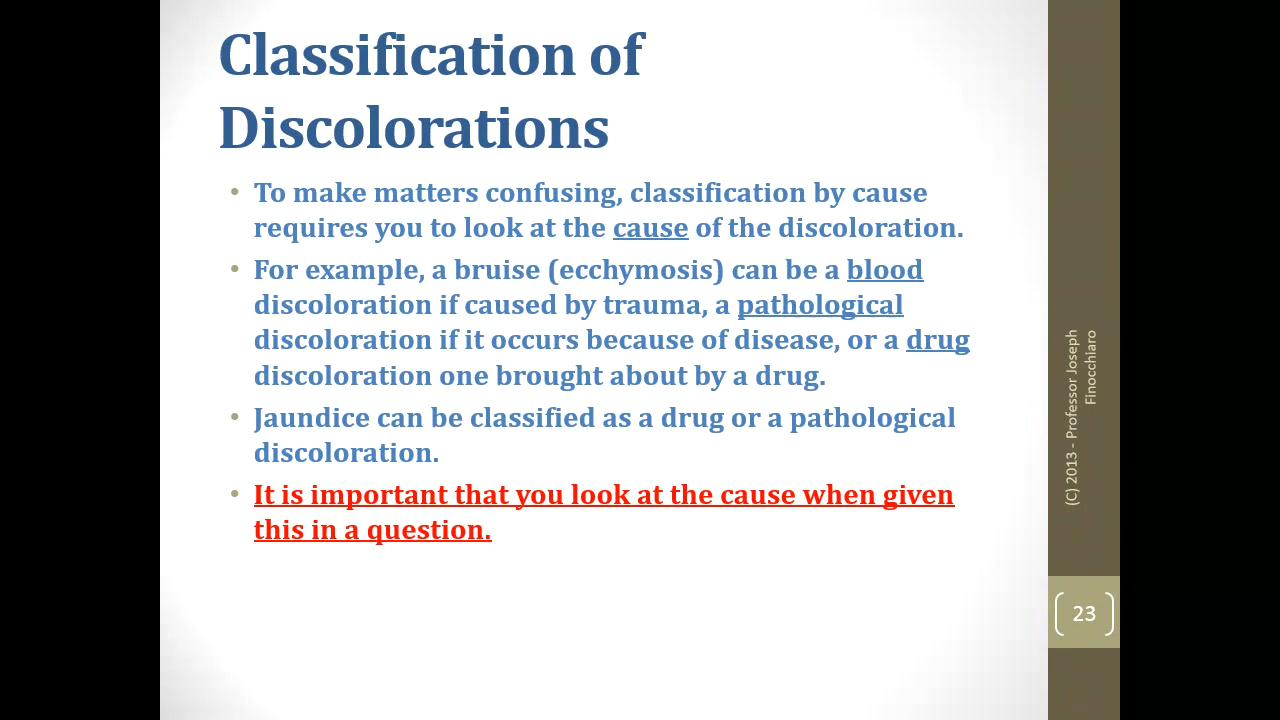 Classification of
Discolorations
• To make matters confusing, classification by cause
requires you to look at the cause of the discoloration.
• For example, a bruise (ecchymosis) can be a blood
discoloration if caused by trauma, a pathological
discoloration if it occurs because of disease, or a drug
discoloration one brought about by a drug.
• Jaundice can be classified as a drug or a pathological
discoloration.
• It is important that you look at the cause when given
this in a question.
(C) 2013 - Professor Joseph
Finocchiaro
23